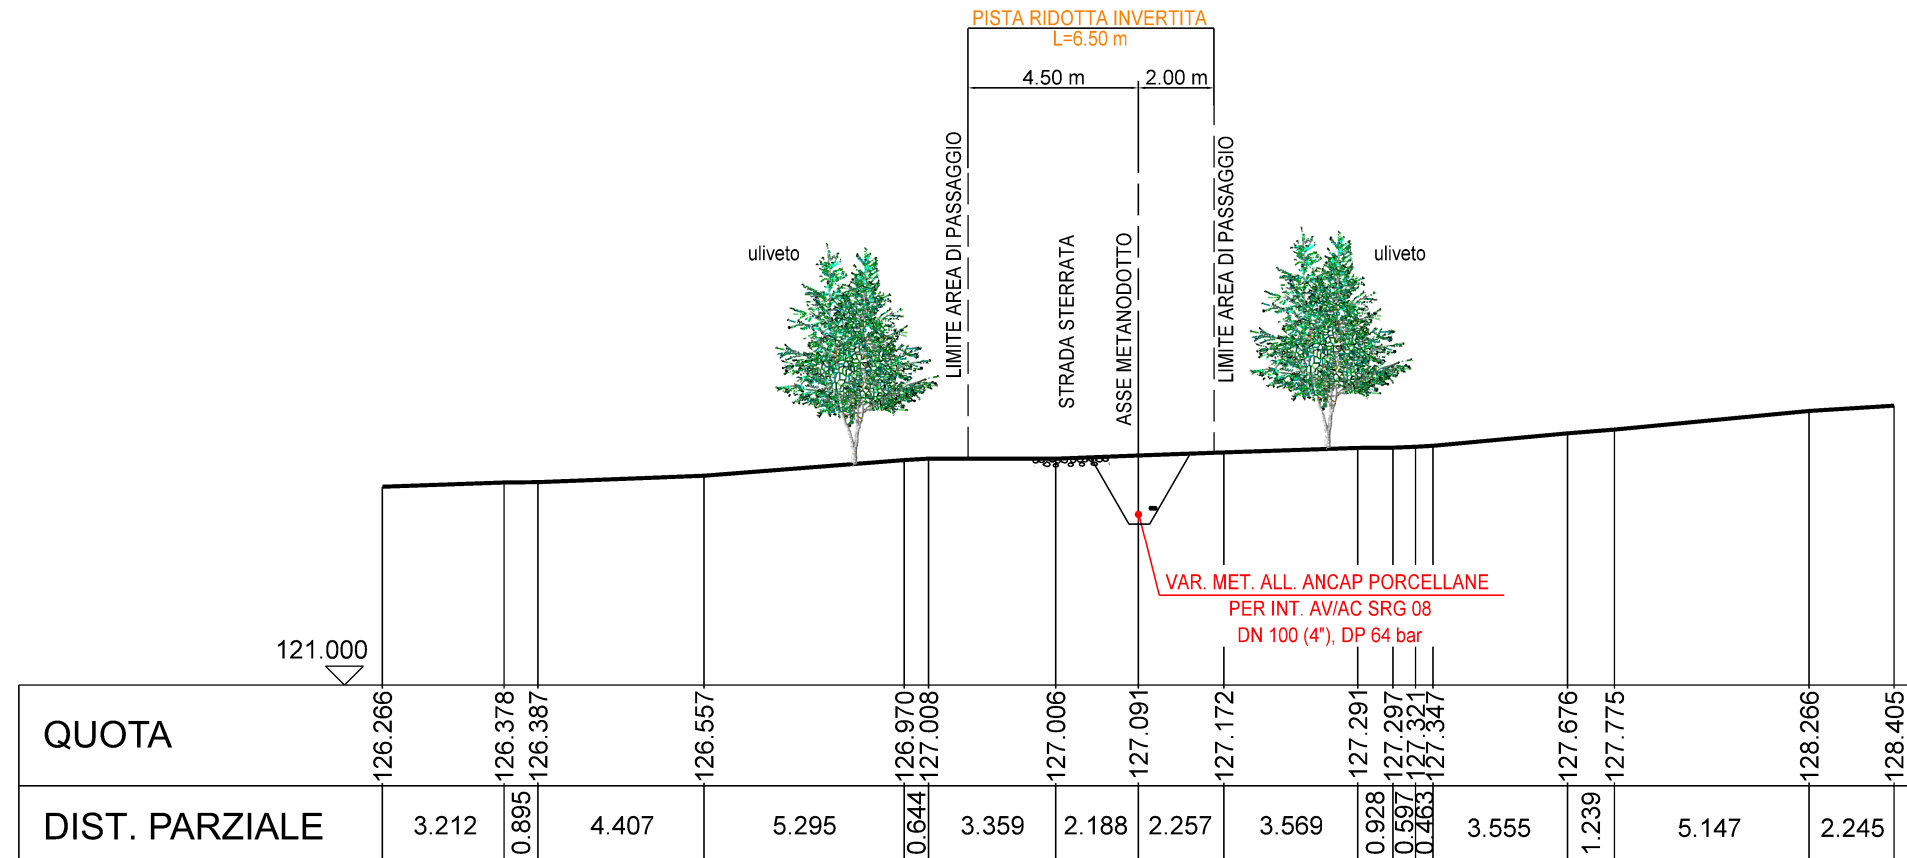 PISTA RIDOTTA INVERTITA
L=6.50 m
4.50 m
2.00 m
LIMITE AREA DI PASSAGGIO
STRADA STERRATA
ASSE METANODOTTO
LIMITE AREA DI PASSAGGIO
uliveto
uliveto
VAR. MET. ALL. ANCAP PORCELLANE
PER INT. AV/AC SRG 08
DN 100 (4"), DP 64 bar
121.000
QUOTA
126.266
126.378
126.387
126.557
126.970
127.008
127.006
127.091
127.172
127.291
127.297
127.321
127.347
127.676
127.775
128.266
128.405
DIST. PARZIALE
3.212
0.895
4.407
5.295
0.644
3.359
2.188
2.257
3.569
0.928
0.597
0.463
3.555
1.239
5.147
2.245